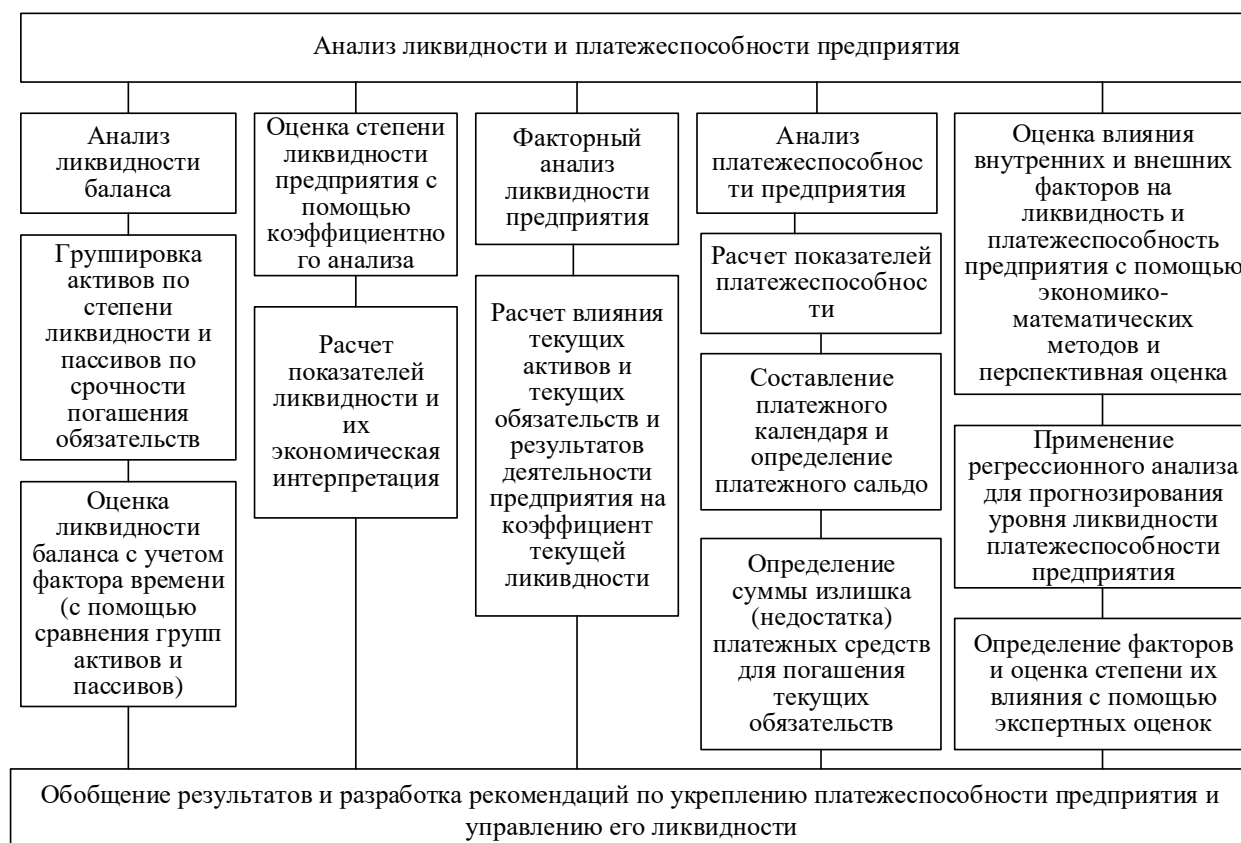 Анализ ликвидности и платежеспособности предприятия
Анализ
ликвидности
баланса
Группировка
активов по
степени
ликвидности и
пассивов по
срочности
погашения
обязательств
Оценка
ликвидности
баланса с учетом
фактора времени
(с помощью
сравнения групп
активов и
пассивов)
Оценка степени
ликвидности
предприятия с
помощью
коэффициентно
го анализа
Расчет
показателей
ликвидности и
их
экономическая
интерпретация
Факторный
анализ
ликвидности
предприятия
Расчет влияния
текущих
активов и
текущих
обязательств и
результатов
деятельности
предприятия на
коэффициент
текущей
ликивдности
Анализ
платежеспособнос
ти предприятия
Расчет показателей
платежеспособнос
ти
Составление
платежного
календаря и
определение
платежного сальдо
Определение
суммы излишка
(недостатка)
платежных средств
для погашения
текущих
обязательств
Оценка влияния
внутренних и внешних
факторов на
ликвидность и
платежеспособность
предприятия с помощью
экономико-
математических
методов и
перспективная оценка
Применение
регрессионного анализа
для прогнозирования
уровня ликвидности
платежеспособности
предприятия
Определение факторов
и оценка степени их
влияния с помощью
экспертных оценок
Обобщение результатов и разработка рекомендаций по укреплению платежеспособности предприятия и
управлению его ликвидности